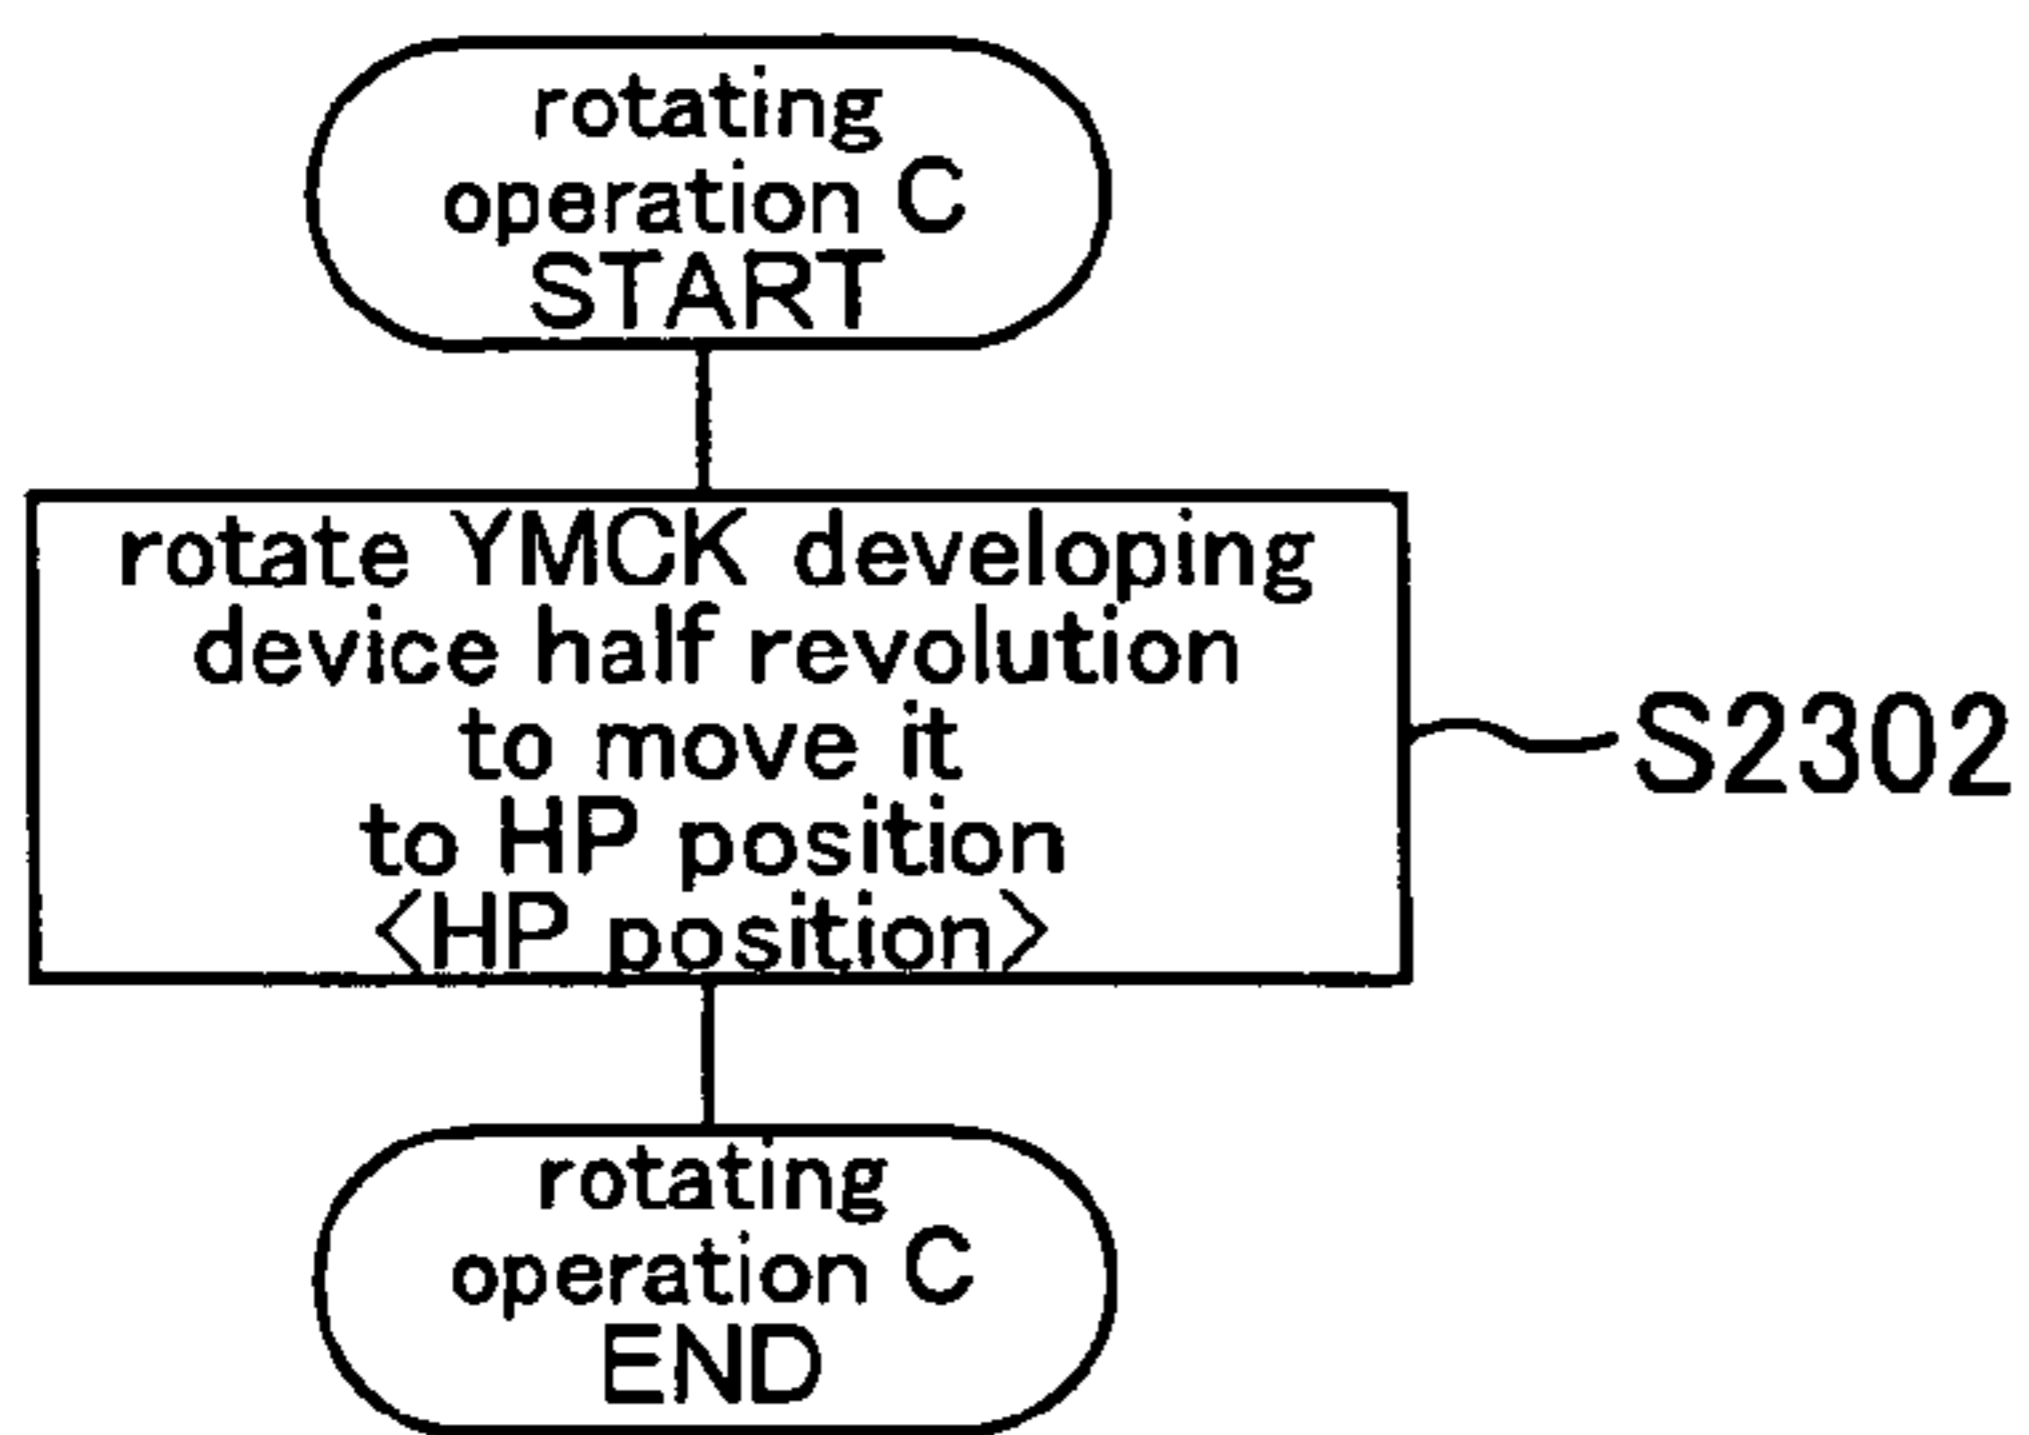 rotating
operation C
START
rotate YMCK developing
device half revolution
to move it
to HP position
<HP position>
S2302
rotating
operation C
END